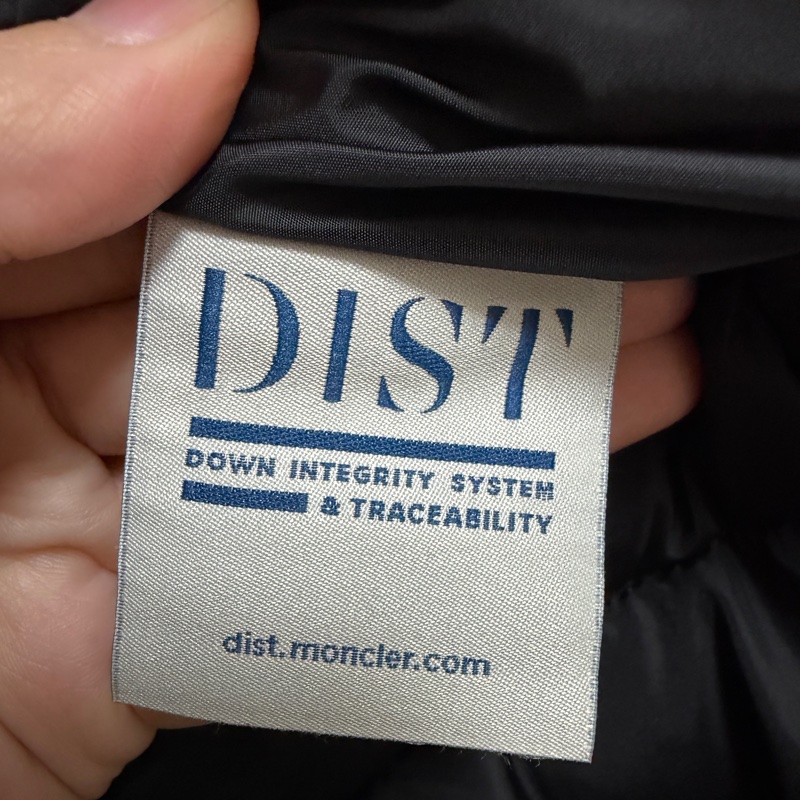 DIST
DOWN INTEGRITY SYSTEM
& TRACEABILITY
dist.moncler.com